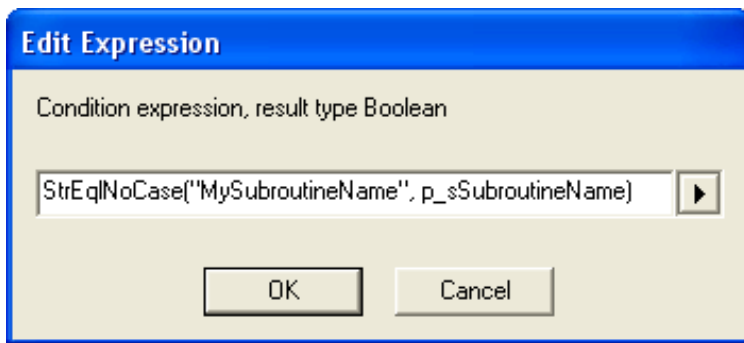 Edit Expression
Condition expression, result type Boolean
StrEqlNoCase("MySubroutineName", p_sSubroutineName)
OK Cancel